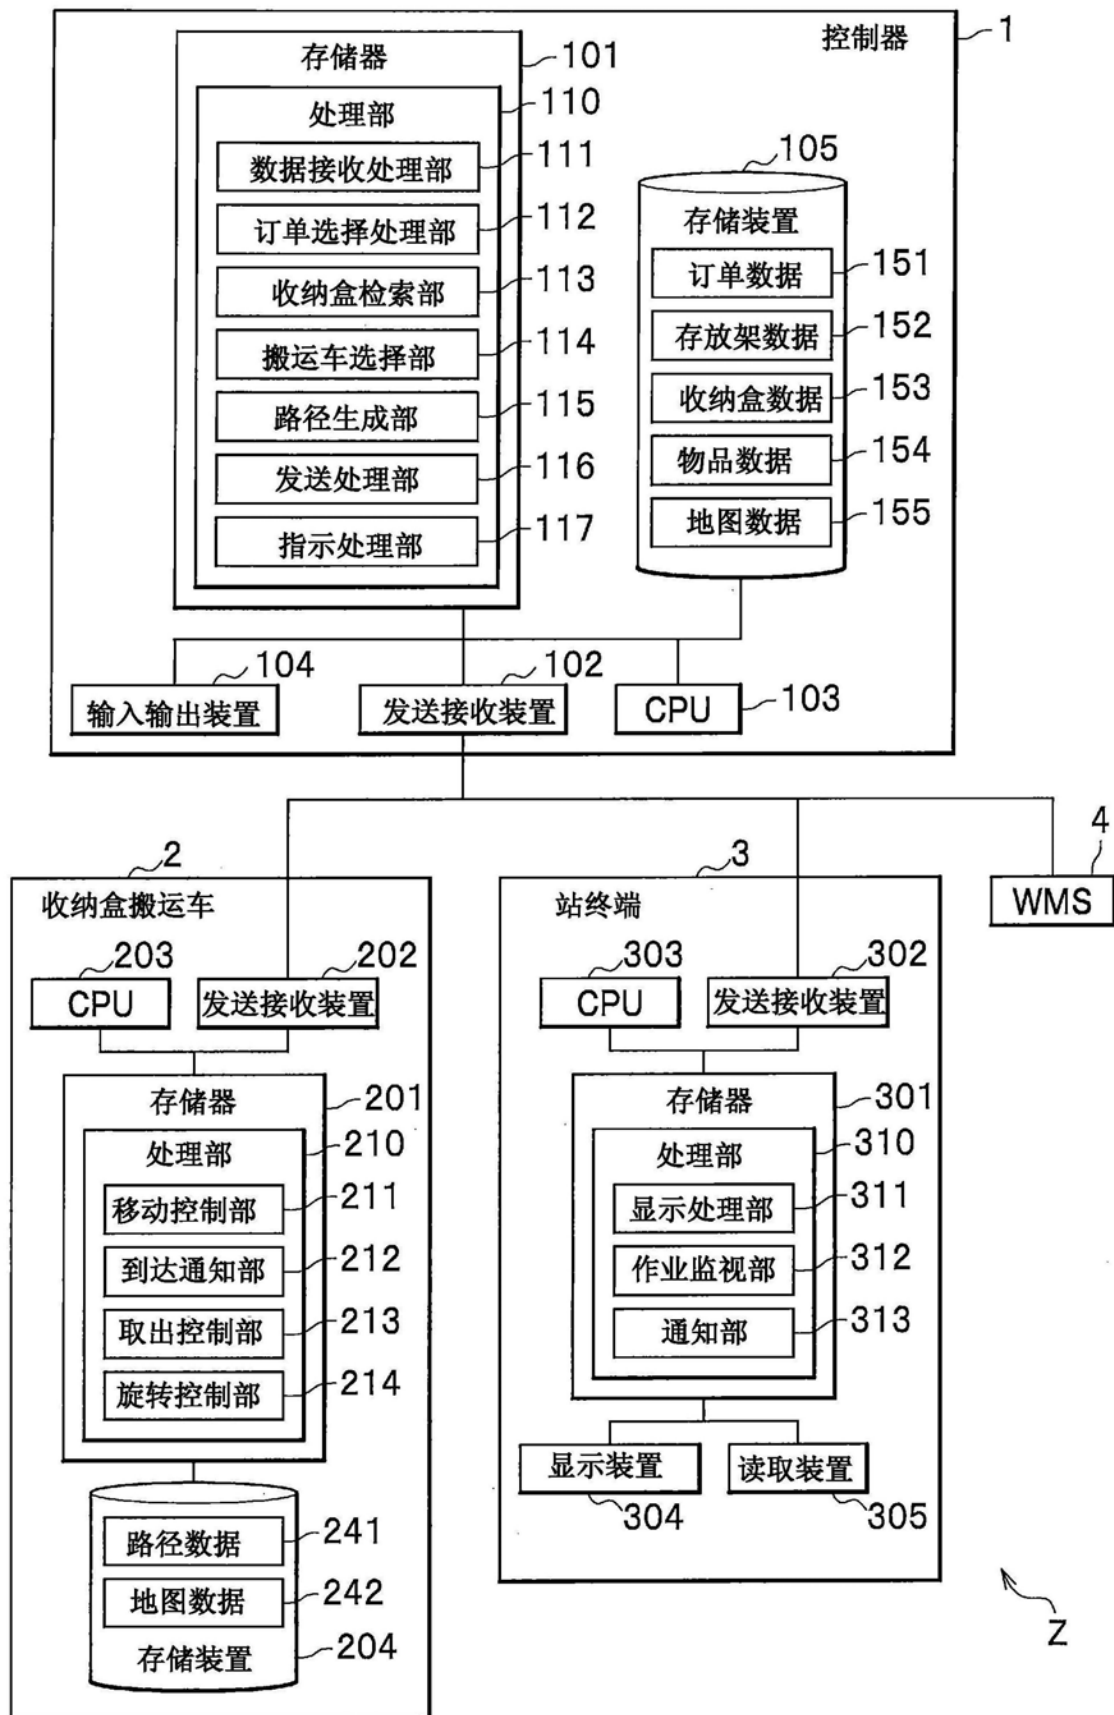 控制器
1
存储器
101
处理部
110
数据接收处理部
111
订单选择处理部
112
收纳盒检索部
113
搬运车选择部
114
路径生成部
115
发送处理部
116
指示处理部
117
105
存储装置
订单数据
151
存放架数据
152
收纳盒数据
153
物品数据
154
地图数据
155
104
输入输出装置
102
发送接收装置
CPU
103
2
收纳盒搬运车
203
CPU
202
发送接收装置
存储器
201
处理部
210
移动控制部
211
到达通知部
212
取出控制部
213
旋转控制部
214
路径数据
241
地图数据
242
存储装置
204
3
站终端
303
CPU
302
发送接收装置
存储器
301
处理部
310
显示处理部
311
作业监视部
312
通知部
313
显示装置
304
读取装置
305
4
WMS
Z